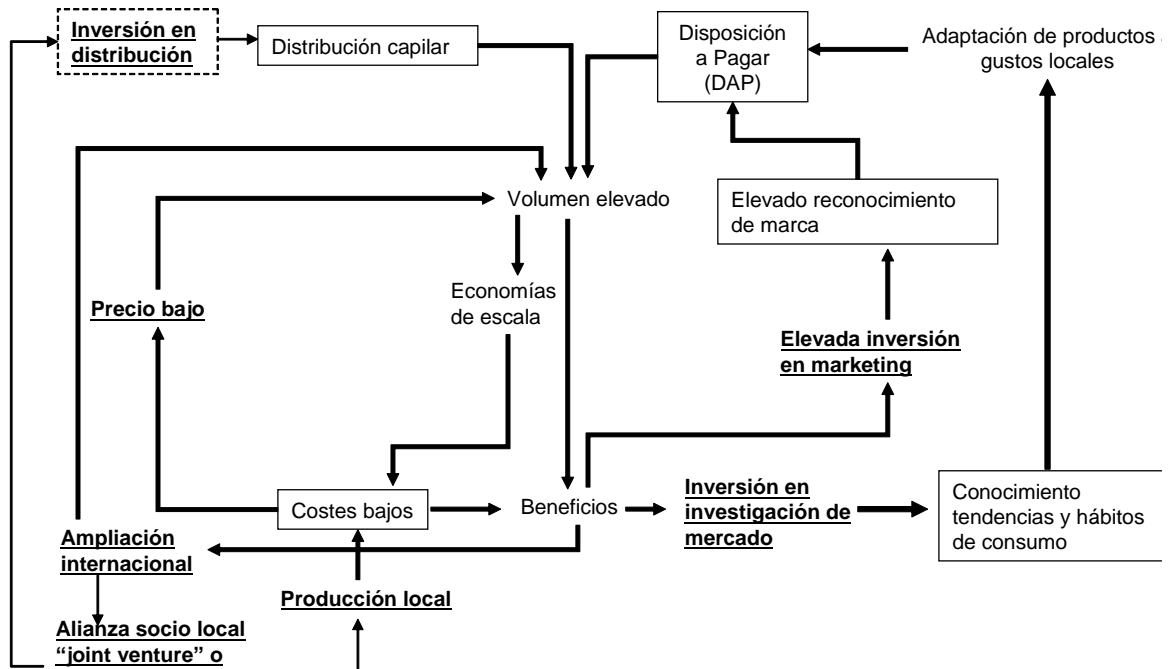 Inversión en
distribución
Distribución capilar
Disposición
a Pagar
(DAP)
Adaptación de productos
gustos locales
Volumen elevado
Elevado reconocimiento
de marca
Economías
de escala
Precio bajo
Elevada inversión
en marketing
Costes bajos
Beneficios
Inversión en
investigación de
mercado
Conocimiento
tendencias y hábitos
de consumo
Ampliación
internacional
Producción local
Alianza socio local
“joint venture” o